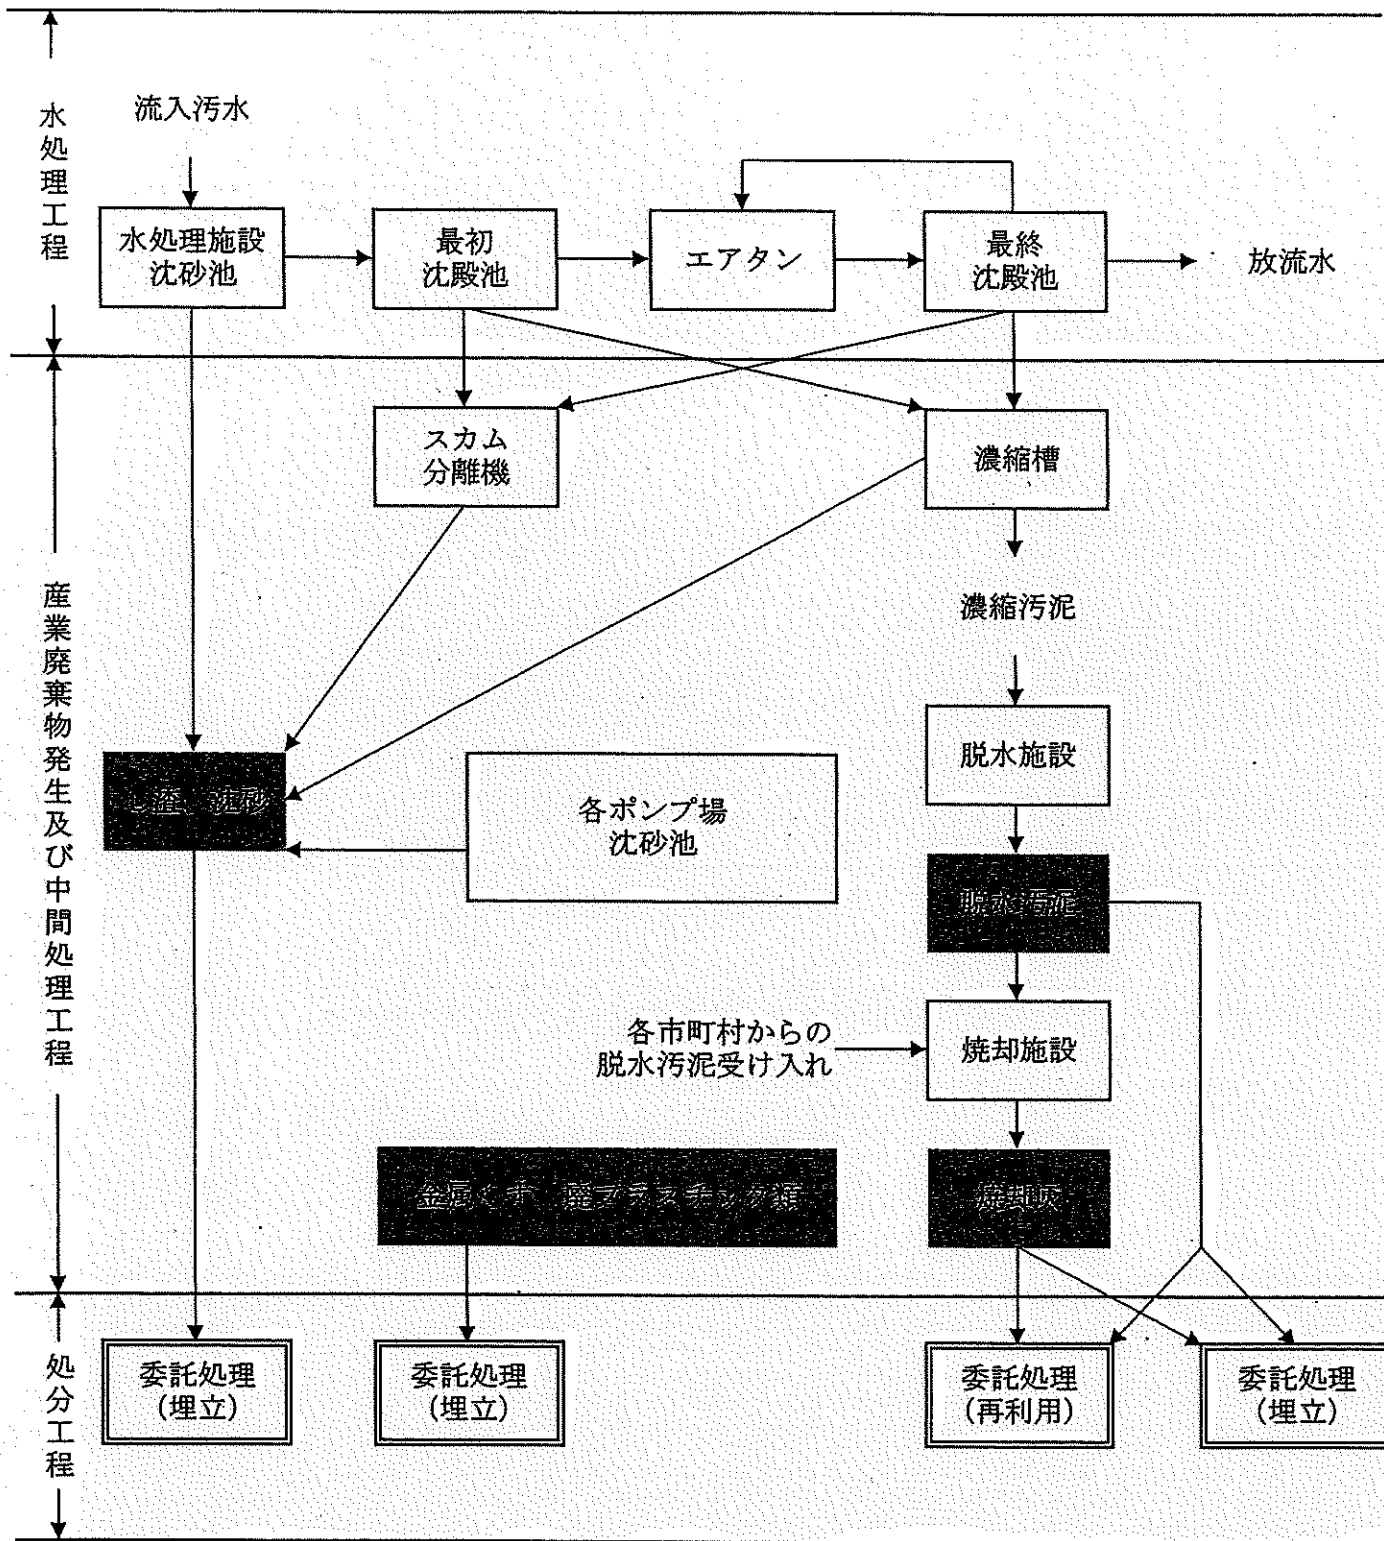 水処理工程
流入汚水
水処理施設
沈砂池
最初
沈殿池
エアタン
最終
沈殿池
放流水
産業廃棄物発生及び中間処理工程
スカム
分離機
濃縮槽
濃縮汚泥
脱水施設
各ポンプ場
沈砂池
脱水汚泥
各市町村からの
脱水汚泥受け入れ
焼却施設
金属くず・廃プラスチック類
焼却灰
処分工程
委託処理
(埋立)
委託処理
(埋立)
委託処理
(再利用)
委託処理
(埋立)